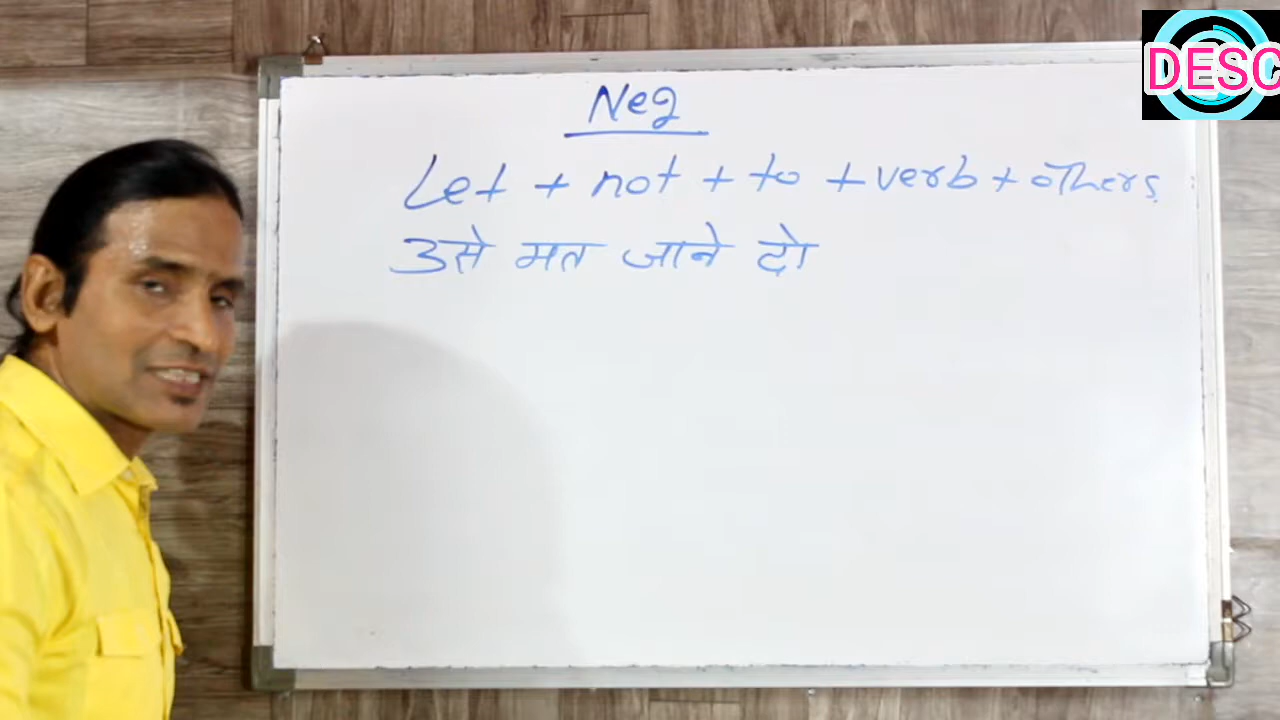 DESC
Neg
Let + not + to + verb + others.
उसे मत जाने दो